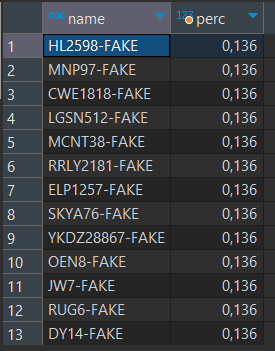 ABC name 123 perc
1 HL2598-FAKE 0,136
2 MNP97-FAKE 0,136
3 CWE1818-FAKE 0,136
4 LGSN512-FAKE 0,136
5 MCNT38-FAKE 0,136
6 RRLY2181-FAKE 0,136
7 ELP1257-FAKE 0,136
8 SKYA76-FAKE 0,136
9 YKDZ28867-FAKE 0,136
10 OEN8-FAKE 0,136
11 JW7-FAKE 0,136
12 RUG6-FAKE 0,136
13 DY14-FAKE 0,136